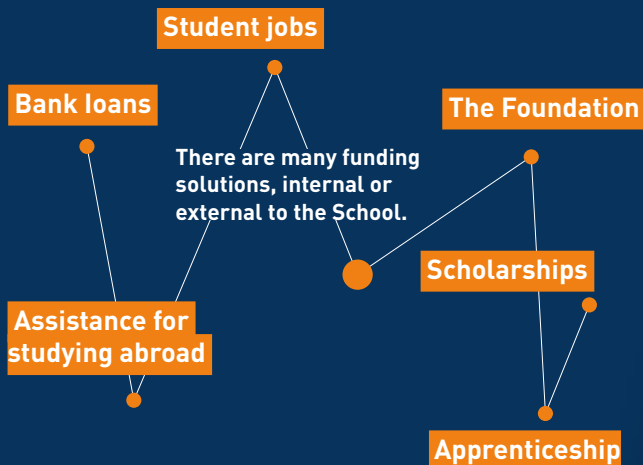 Student jobs
Bank loans
The Foundation
There are many funding
solutions, internal or
external to the School.
Scholarships
Assistance for
studying abroad
Apprenticeship